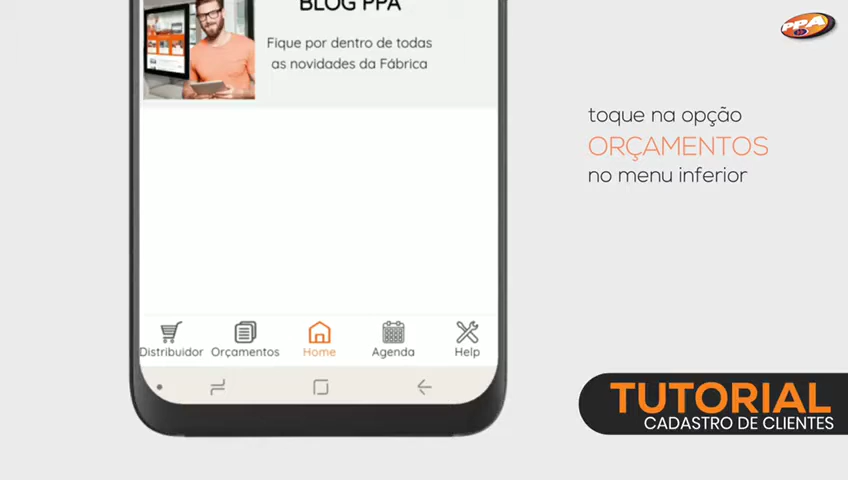 BLOG PPA
Fique por dentro de todas
as novidades da Fábrica
PPA
toque na opção
ORÇAMENTOS
no menu inferior
Distribuidor
Orçamentos
Home
Agenda
Help
TUTORIAL
CADASTRO DE CLIENTES